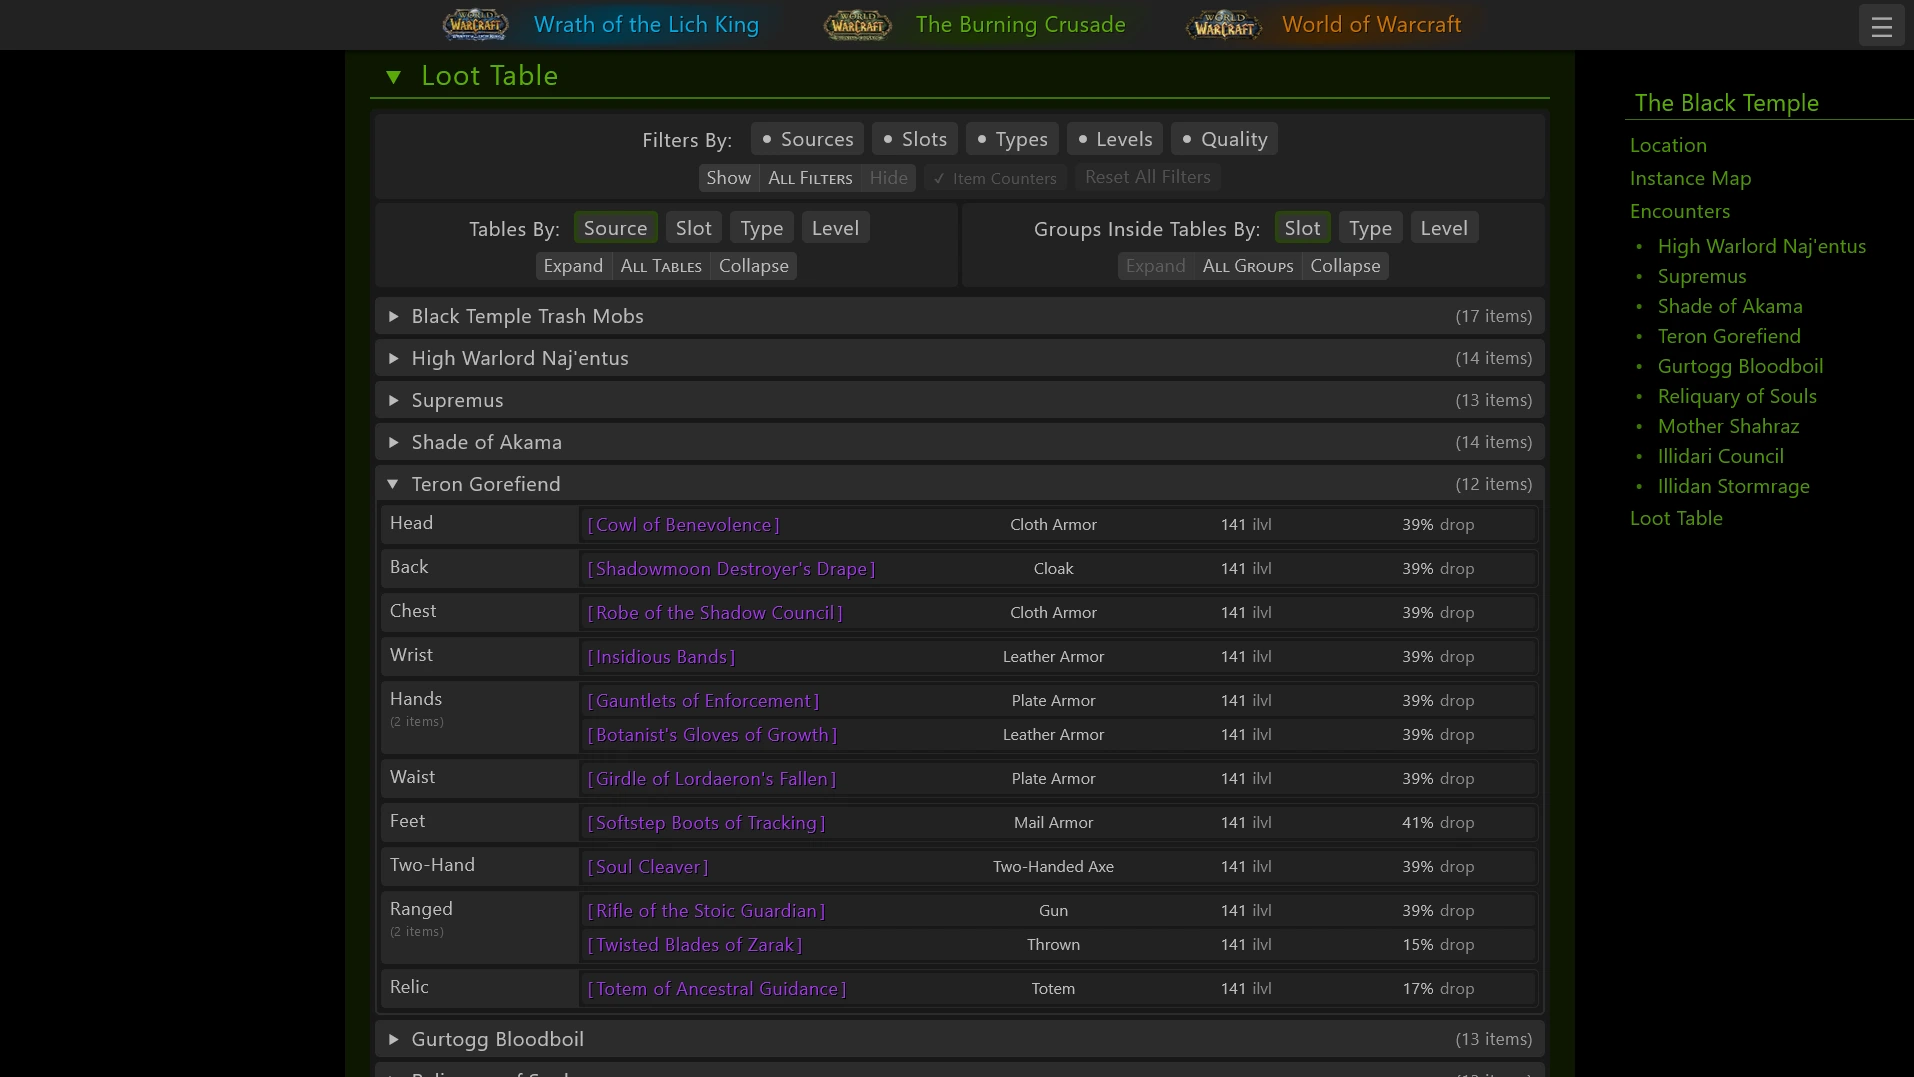 Wrath of the Lich King The Burning Crusade World of Warcraft
▼ Loot Table
Filters By: • Sources • Slots • Types • Levels • Quality
Show All Filters Hide ✓ Item Counters Reset All Filters
Tables By: Source Slot Type Level
Expand All Tables Collapse
Groups Inside Tables By: Slot Type Level
Expand All Groups Collapse
► Black Temple Trash Mobs (17 items)
► High Warlord Naj'entus (14 items)
► Supremus (13 items)
► Shade of Akama (14 items)
▼ Teron Gorefiend (12 items)
Head [Cowl of Benevolence] Cloth Armor 141 ilvl 39% drop
Back [Shadowmoon Destroyer's Drape] Cloak 141 ilvl 39% drop
Chest [Robe of the Shadow Council] Cloth Armor 141 ilvl 39% drop
Wrist [Insidious Bands] Leather Armor 141 ilvl 39% drop
Hands [Gauntlets of Enforcement] Plate Armor 141 ilvl 39% drop
(2 items) [Botanist's Gloves of Growth] Leather Armor 141 ilvl 39% drop
Waist [Girdle of Lordaeron's Fallen] Plate Armor 141 ilvl 39% drop
Feet [Softstep Boots of Tracking] Mail Armor 141 ilvl 41% drop
Two-Hand [Soul Cleaver] Two-Handed Axe 141 ilvl 39% drop
Ranged [Rifle of the Stoic Guardian] Gun 141 ilvl 39% drop
(2 items) [Twisted Blades of Zarak] Thrown 141 ilvl 15% drop
Relic [Totem of Ancestral Guidance] Totem 141 ilvl 17% drop
► Gurtogg Bloodboil (13 items)
The Black Temple
Location
Instance Map
Encounters
• High Warlord Naj'entus
• Supremus
• Shade of Akama
• Teron Gorefiend
• Gurtogg Bloodboil
• Reliquary of Souls
• Mother Shahraz
• Illidari Council
• Illidan Stormrage
Loot Table